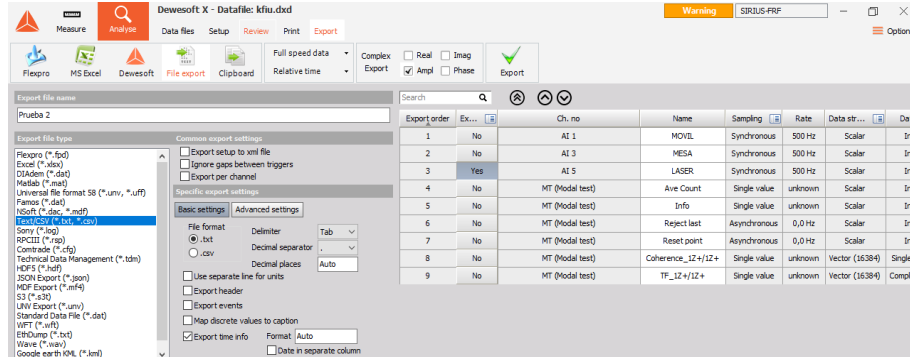 Dewesoft X - Datafile: kfiu.dxd
Warning
SIRIUS-FRF
Measure
Analyse
Data files Setup Review Print Export
Option
Flexpro
MS Excel
Dewesoft
File export
Clipboard
Full speed data
Relative time
Complex Export
Real Imag
Ampl Phase
Export
Export file name
Prueba 2
Export file type
Flexpro (*.fpd)
Excel (*.xlsx)
DIAdem (*.dat)
Matlab (*.mat)
Universal file format 58 (*.unv, *.uff)
Famos (*.dat)
NSoft (*.dac, *.mdf)
Text/CSV (*.txt, *.csv)
Sony (*.log)
RPCIII (*.rsp)
Comtrade (*.cfg)
Technical Data Management (*.tdm)
HDF5 (*.hdf)
JSON Export (*.json)
MDF Export (*.mf4)
S3 (*.s3t)
UNV Export (*.unv)
Standard Data File (*.dat)
WFT (*.wft)
EthDump (*.txt)
Wave (*.wav)
Google earth KML (*.kml)
Common export settings
Export setup to xml file
Ignore gaps between triggers
Export per channel
Specific export settings
Basic settings Advanced settings
File format
.txt
.csv
Delimiter Tab
Decimal separator
Decimal places Auto
Use separate line for units
Export header
Export events
Map discrete values to caption
Export time info Format Auto
Date in separate column
Search
Export order Ex... Ch. no Name Sampling Rate Data str... Da
1 No AI 1 MOVIL Synchronous 500 Hz Scalar
2 No AI 3 MESA Synchronous 500 Hz Scalar
3 Yes AI 5 LASER Synchronous 500 Hz Scalar
4 No MT (Modal test) Ave Count Single value unknown Scalar
5 No MT (Modal test) Info Single value unknown Scalar
6 No MT (Modal test) Reject last Asynchronous 0,0 Hz Scalar
7 No MT (Modal test) Reset point Asynchronous 0,0 Hz Scalar
8 No MT (Modal test) Coherence_1Z+/1Z+ Single value unknown Vector (16384) Single
9 No MT (Modal test) TF_1Z+/1Z+ Single value unknown Vector (16384) Compl